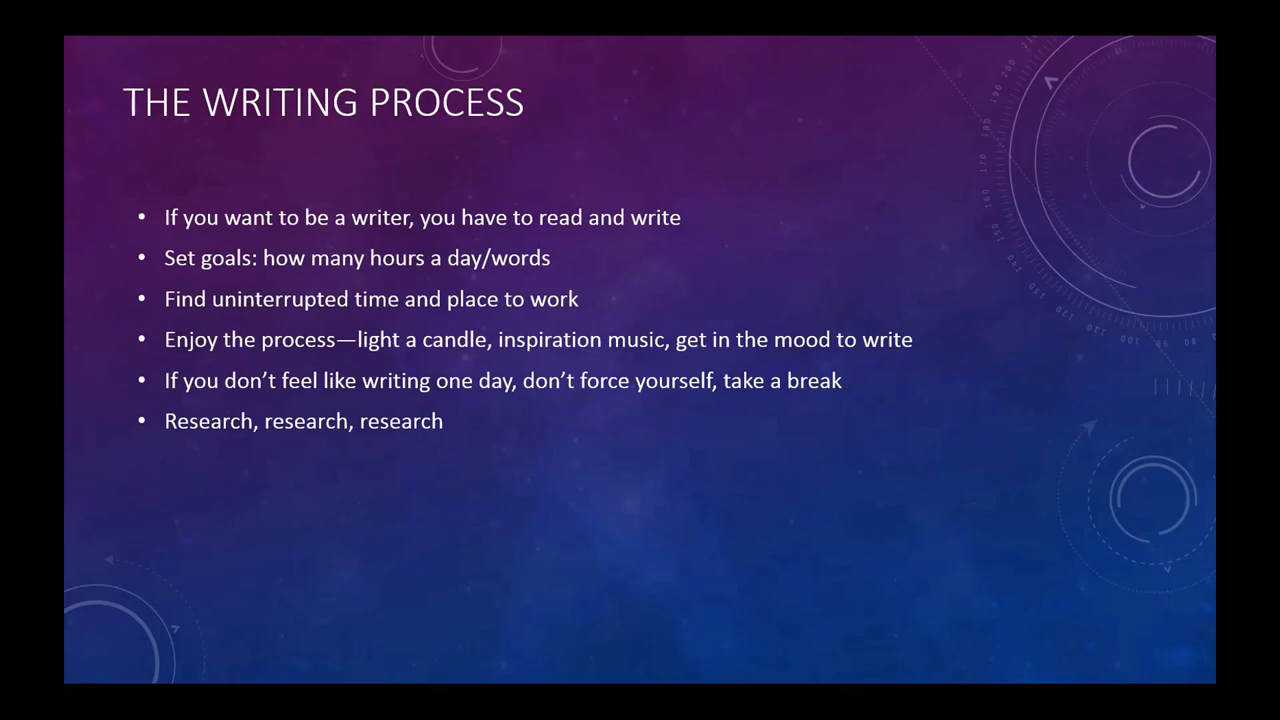 THE WRITING PROCESS
• If you want to be a writer, you have to read and write
• Set goals: how many hours a day/words
• Find uninterrupted time and place to work
• Enjoy the process—light a candle, inspiration music, get in the mood to write
• If you don’t feel like writing one day, don’t force yourself, take a break
• Research, research, research